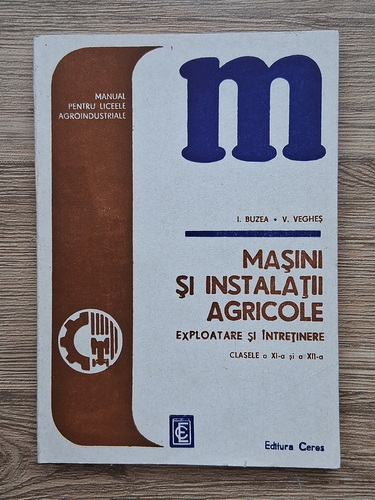 MANUAL
PENTRU LICEELE
AGROINDUSTRIALE
m
I. BUZEA • V. VEGHEȘ
MAȘINI
ȘI INSTALAȚII
AGRICOLE
EXPLOATARE ȘI ÎNTREȚINERE
CLASELE a XI-a și a XII-a
Editura Ceres